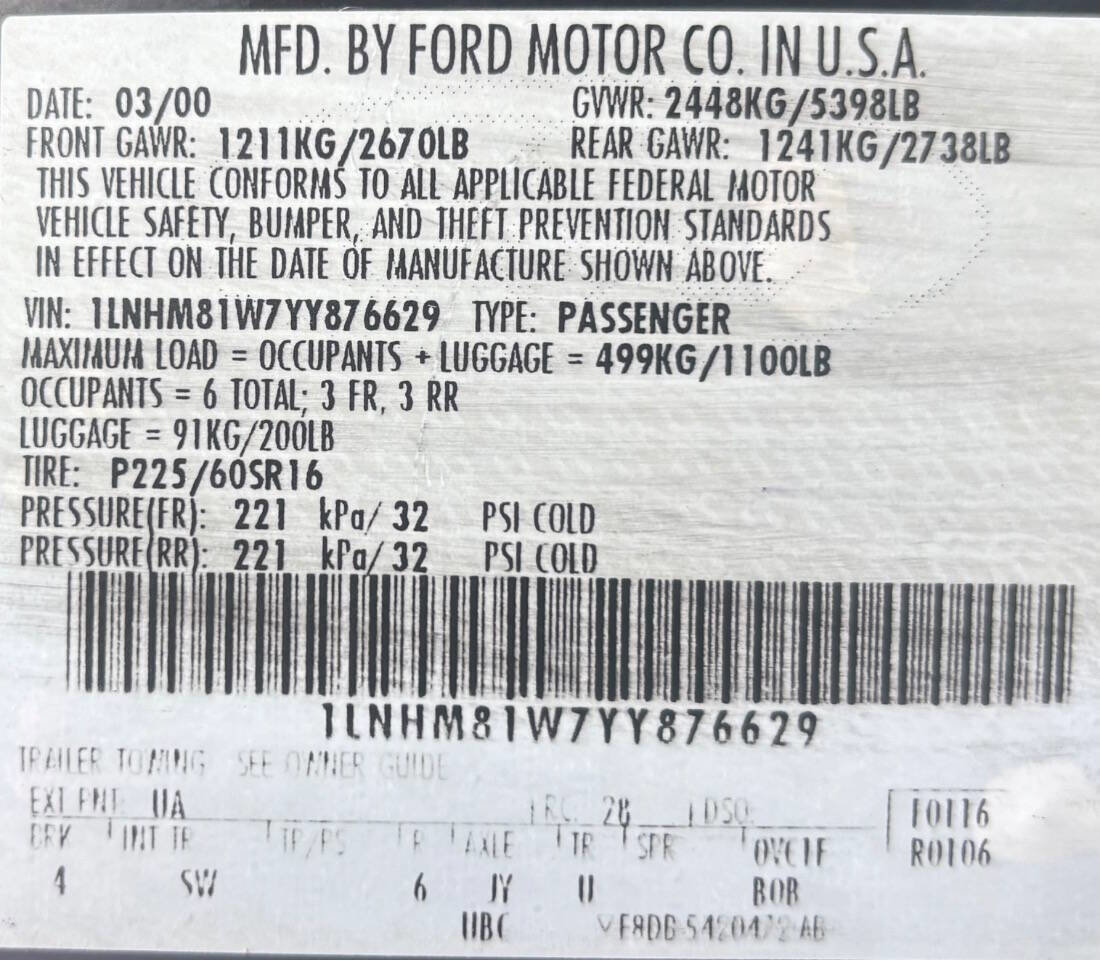 MFD. BY FORD MOTOR CO. IN U.S.A.
DATE: 03/00 GVWR: 2448KG/5398LB
FRONT GAWR: 1211KG/2670LB REAR GAWR: 1241KG/2738LB
THIS VEHICLE CONFORMS TO ALL APPLICABLE FEDERAL MOTOR
VEHICLE SAFETY, BUMPER, AND THEFT PREVENTION STANDARDS
IN EFFECT ON THE DATE OF MANUFACTURE SHOWN ABOVE.
VIN: 1LNHM81W7YY876629 TYPE: PASSENGER
MAXIMUM LOAD = OCCUPANTS + LUGGAGE = 499KG/1100LB
OCCUPANTS = 6 TOTAL; 3 FR, 3 RR
LUGGAGE = 91KG/200LB
TIRE: P225/60SR16
PRESSURE(FR): 221 kPa/ 32 PSI COLD
PRESSURE(RR): 221 kPa/ 32 PSI COLD
1LNHM81W7YY876629
TRAILER TOWING SEE OWNER GUIDE
EXT PNT: UA RC: 28 DSO: F0116
BRK INT TR TP/PS R AXLE TR SPR R0106
4 SW 6 JY U BOB
UBC